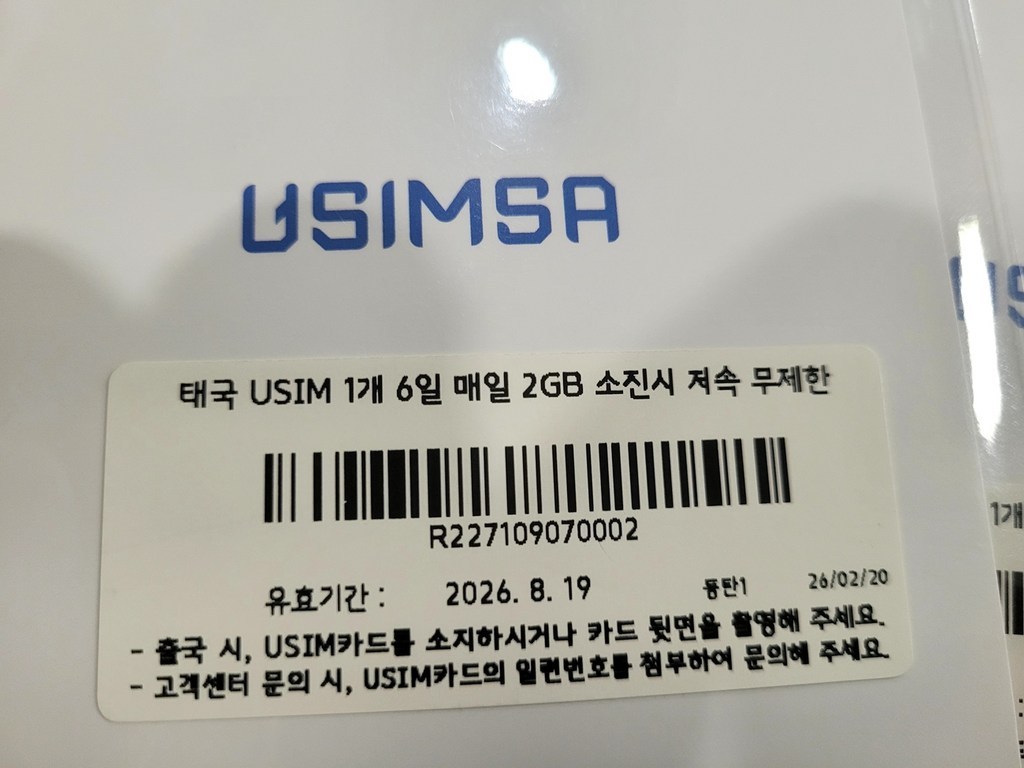 USIMSA
태국 USIM 1개 6일 매일 2GB 소진시 저속 무제한
R227109070002
유효기간 : 2026. 8. 19 동탄1 26/02/20
- 출국 시, USIM카드를 소지하시거나 카드 뒷면을 촬영해 주세요.
- 고객센터 문의 시, USIM카드의 일련번호를 첨부하여 문의해 주세요.
US
1개